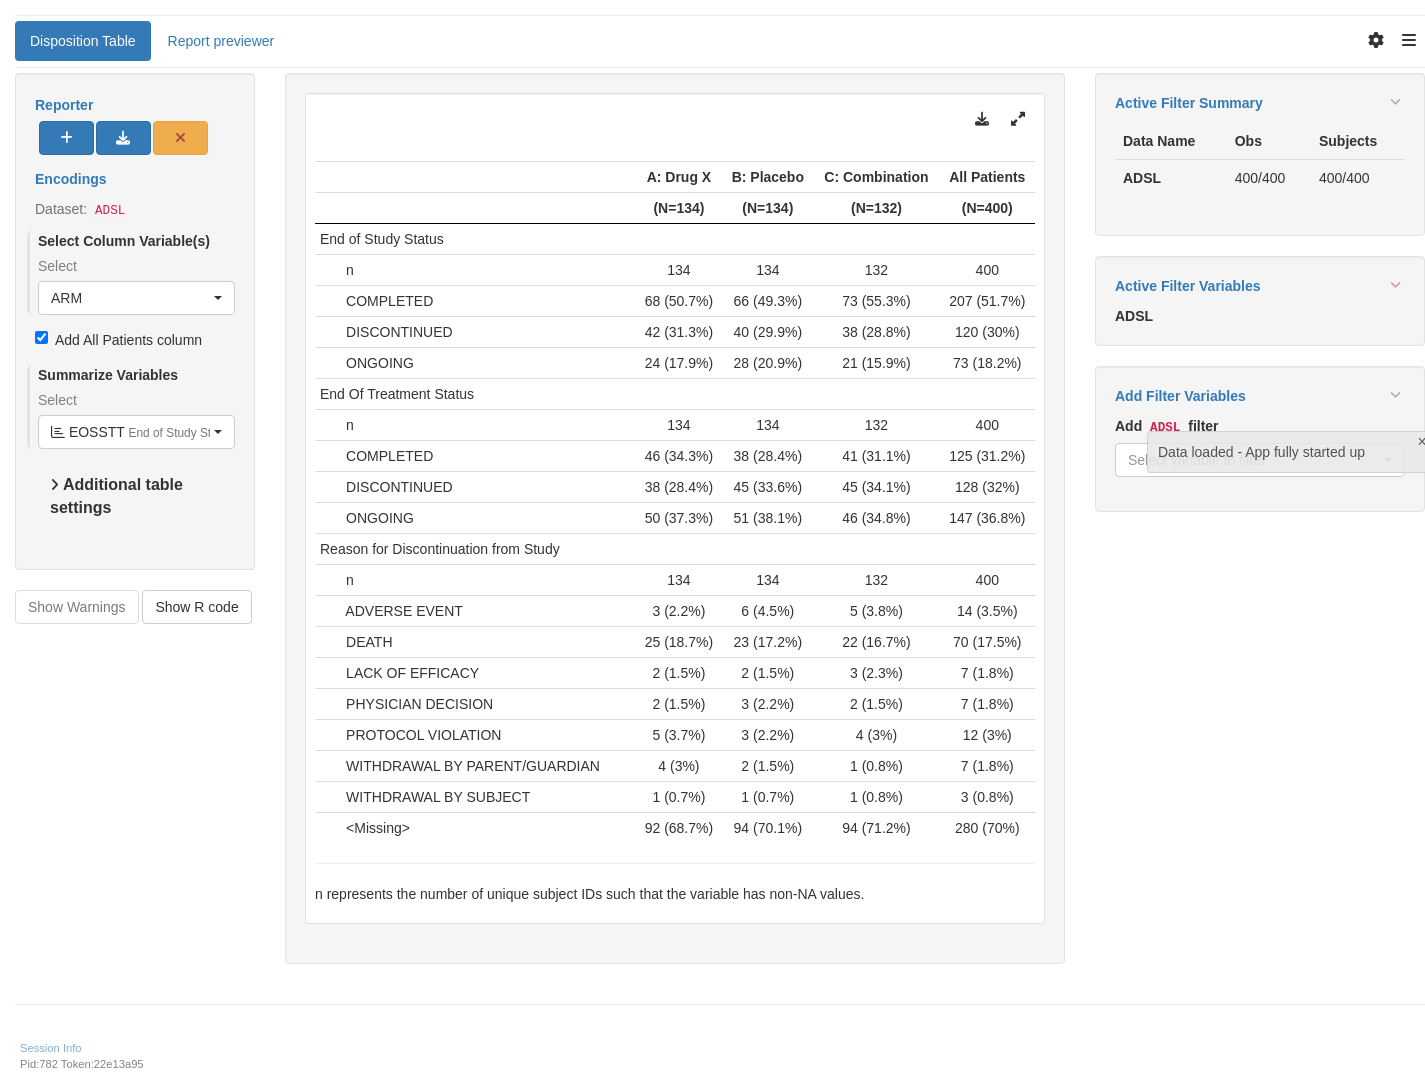 Disposition Table Report previewer
Reporter
Encodings
Dataset: ADSL
Select Column Variable(s)
Select
ARM
Add All Patients column
Summarize Variables
Select
EOSSTT End of Study St
Additional table
settings
Show Warnings Show R code
A: Drug X B: Placebo C: Combination All Patients
(N=134) (N=134) (N=132) (N=400)
End of Study Status
n 134 134 132 400
COMPLETED 68 (50.7%) 66 (49.3%) 73 (55.3%) 207 (51.7%)
DISCONTINUED 42 (31.3%) 40 (29.9%) 38 (28.8%) 120 (30%)
ONGOING 24 (17.9%) 28 (20.9%) 21 (15.9%) 73 (18.2%)
End Of Treatment Status
n 134 134 132 400
COMPLETED 46 (34.3%) 38 (28.4%) 41 (31.1%) 125 (31.2%)
DISCONTINUED 38 (28.4%) 45 (33.6%) 45 (34.1%) 128 (32%)
ONGOING 50 (37.3%) 51 (38.1%) 46 (34.8%) 147 (36.8%)
Reason for Discontinuation from Study
n 134 134 132 400
ADVERSE EVENT 3 (2.2%) 6 (4.5%) 5 (3.8%) 14 (3.5%)
DEATH 25 (18.7%) 23 (17.2%) 22 (16.7%) 70 (17.5%)
LACK OF EFFICACY 2 (1.5%) 2 (1.5%) 3 (2.3%) 7 (1.8%)
PHYSICIAN DECISION 2 (1.5%) 3 (2.2%) 2 (1.5%) 7 (1.8%)
PROTOCOL VIOLATION 5 (3.7%) 3 (2.2%) 4 (3%) 12 (3%)
WITHDRAWAL BY PARENT/GUARDIAN 4 (3%) 2 (1.5%) 1 (0.8%) 7 (1.8%)
WITHDRAWAL BY SUBJECT 1 (0.7%) 1 (0.7%) 1 (0.8%) 3 (0.8%)
<Missing> 92 (68.7%) 94 (70.1%) 94 (71.2%) 280 (70%)
n represents the number of unique subject IDs such that the variable has non-NA values.
Active Filter Summary
Data Name Obs Subjects
ADSL 400/400 400/400
Active Filter Variables
ADSL
Add Filter Variables
Add ADSL filter
Select variable to filter
Data loaded - App fully started up ×
Session Info
Pid:782 Token:22e13a95